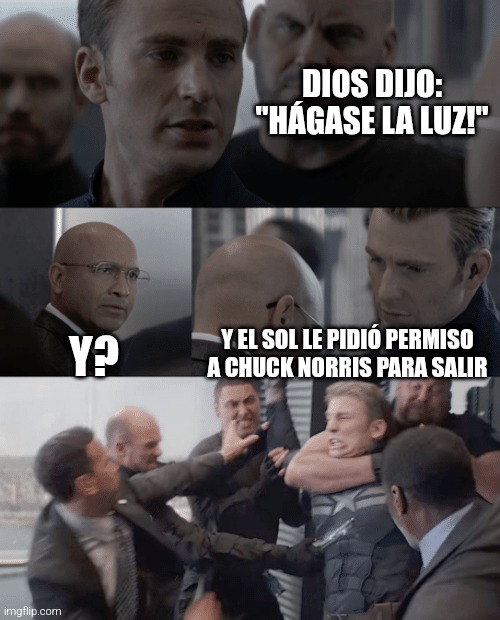 DIOS DIJO:
"HÁGASE LA LUZ!"
Y?
Y EL SOL LE PIDIÓ PERMISO
A CHUCK NORRIS PARA SALIR
imgflip.com